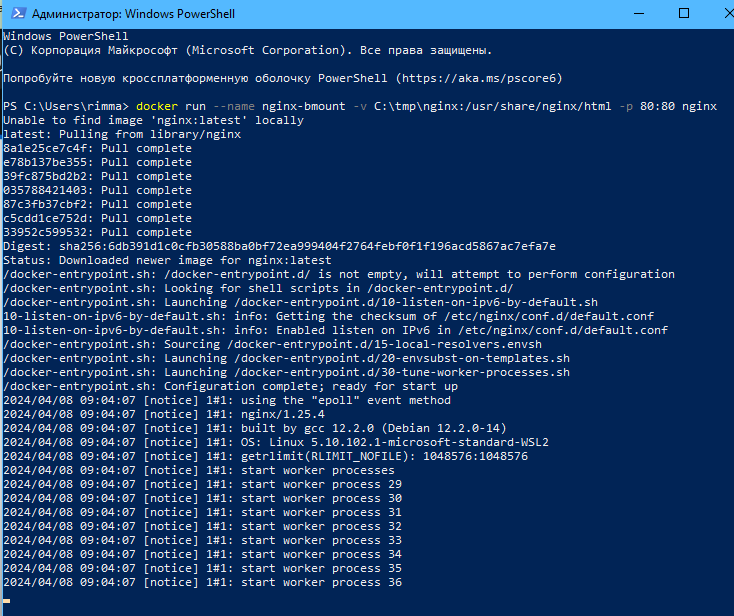 Администратор: Windows PowerShell
Windows PowerShell
(C) Корпорация Майкрософт (Microsoft Corporation). Все права защищены.
Попробуйте новую кроссплатформенную оболочку PowerShell (https://aka.ms/pscore6)
PS C:\Users\rimma> docker run --name nginx-bmount -v C:\tmp\nginx:/usr/share/nginx/html -p 80:80 nginx
Unable to find image 'nginx:latest' locally
latest: Pulling from library/nginx
8a1e25ce7c4f: Pull complete
e78b137be355: Pull complete
39fc875bd2b2: Pull complete
035788421403: Pull complete
87c3fb37cbf2: Pull complete
c5cdd1ce752d: Pull complete
33952c599532: Pull complete
Digest: sha256:6db391d1c0cfb30588ba0bf72ea999404f2764febf0f1f196acd5867ac7efa7e
Status: Downloaded newer image for nginx:latest
/docker-entrypoint.sh: /docker-entrypoint.d/ is not empty, will attempt to perform configuration
/docker-entrypoint.sh: Looking for shell scripts in /docker-entrypoint.d/
/docker-entrypoint.sh: Launching /docker-entrypoint.d/10-listen-on-ipv6-by-default.sh
10-listen-on-ipv6-by-default.sh: info: Getting the checksum of /etc/nginx/conf.d/default.conf
10-listen-on-ipv6-by-default.sh: info: Enabled listen on IPv6 in /etc/nginx/conf.d/default.conf
/docker-entrypoint.sh: Sourcing /docker-entrypoint.d/15-local-resolvers.envsh
/docker-entrypoint.sh: Launching /docker-entrypoint.d/20-envsubst-on-templates.sh
/docker-entrypoint.sh: Launching /docker-entrypoint.d/30-tune-worker-processes.sh
/docker-entrypoint.sh: Configuration complete; ready for start up
2024/04/08 09:04:07 [notice] 1#1: using the "epoll" event method
2024/04/08 09:04:07 [notice] 1#1: nginx/1.25.4
2024/04/08 09:04:07 [notice] 1#1: built by gcc 12.2.0 (Debian 12.2.0-14)
2024/04/08 09:04:07 [notice] 1#1: OS: Linux 5.10.102.1-microsoft-standard-WSL2
2024/04/08 09:04:07 [notice] 1#1: getrlimit(RLIMIT_NOFILE): 1048576:1048576
2024/04/08 09:04:07 [notice] 1#1: start worker processes
2024/04/08 09:04:07 [notice] 1#1: start worker process 29
2024/04/08 09:04:07 [notice] 1#1: start worker process 30
2024/04/08 09:04:07 [notice] 1#1: start worker process 31
2024/04/08 09:04:07 [notice] 1#1: start worker process 32
2024/04/08 09:04:07 [notice] 1#1: start worker process 33
2024/04/08 09:04:07 [notice] 1#1: start worker process 34
2024/04/08 09:04:07 [notice] 1#1: start worker process 35
2024/04/08 09:04:07 [notice] 1#1: start worker process 36